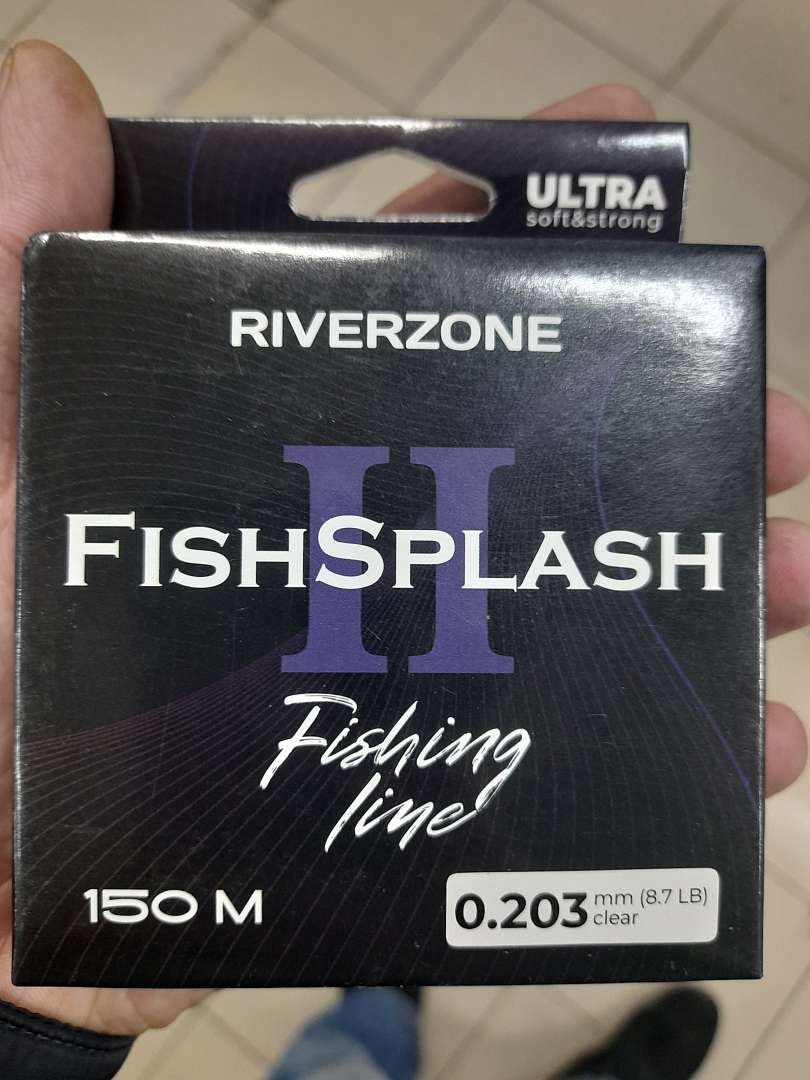 ULTRA
soft&strong
RIVERZONE
II
FISHSPLASH
Fishing
line
150 M
0.203 mm (8.7 LB)
clear